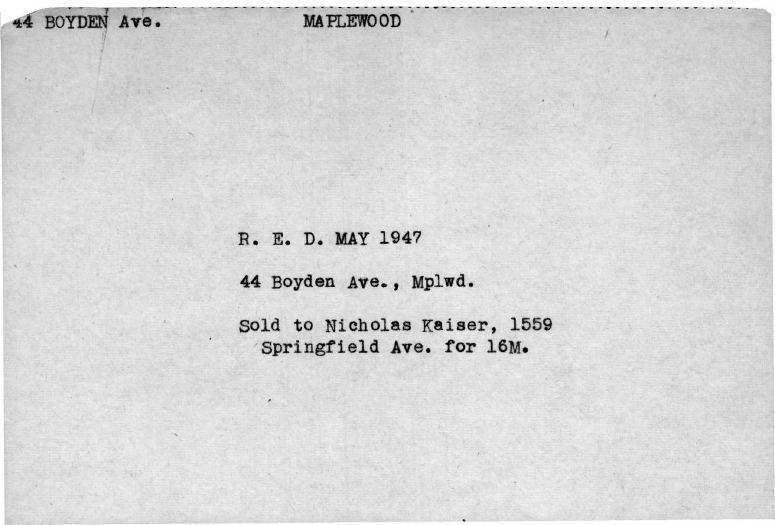 44 BOYDEN Ave. MAPLEWOOD
R. E. D. MAY 1947
44 Boyden Ave., Mplwd.
Sold to Nicholas Kaiser, 1559
Springfield Ave. for 16M.